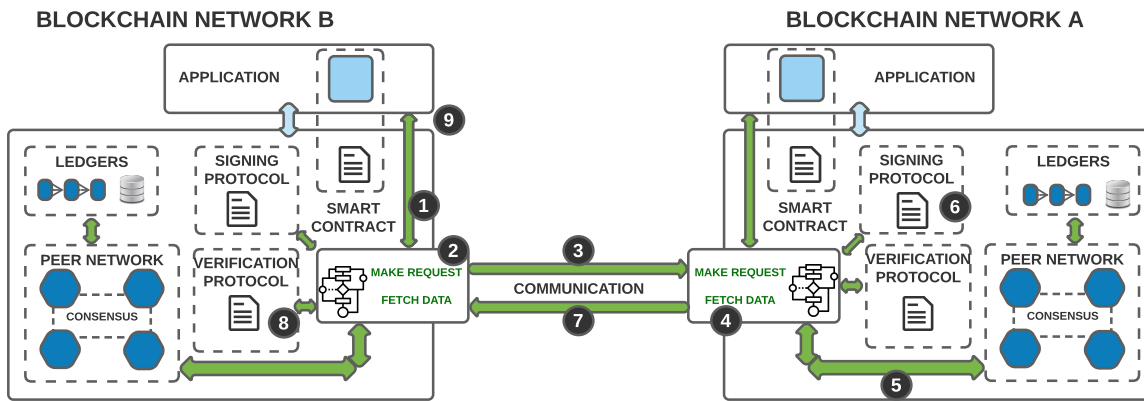 BLOCKCHAIN NETWORK B
APPLICATION
9
LEDGERS
SIGNING
PROTOCOL
SMART
CONTRACT
1
2
PEER NETWORK
CONSENSUS
VERIFICATION
PROTOCOL
8
MAKE REQUEST
FETCH DATA
3
COMMUNICATION
7
BLOCKCHAIN NETWORK A
APPLICATION
SMART
CONTRACT
SIGNING
PROTOCOL
6
LEDGERS
MAKE REQUEST
FETCH DATA
4
VERIFICATION
PROTOCOL
PEER NETWORK
CONSENSUS
5